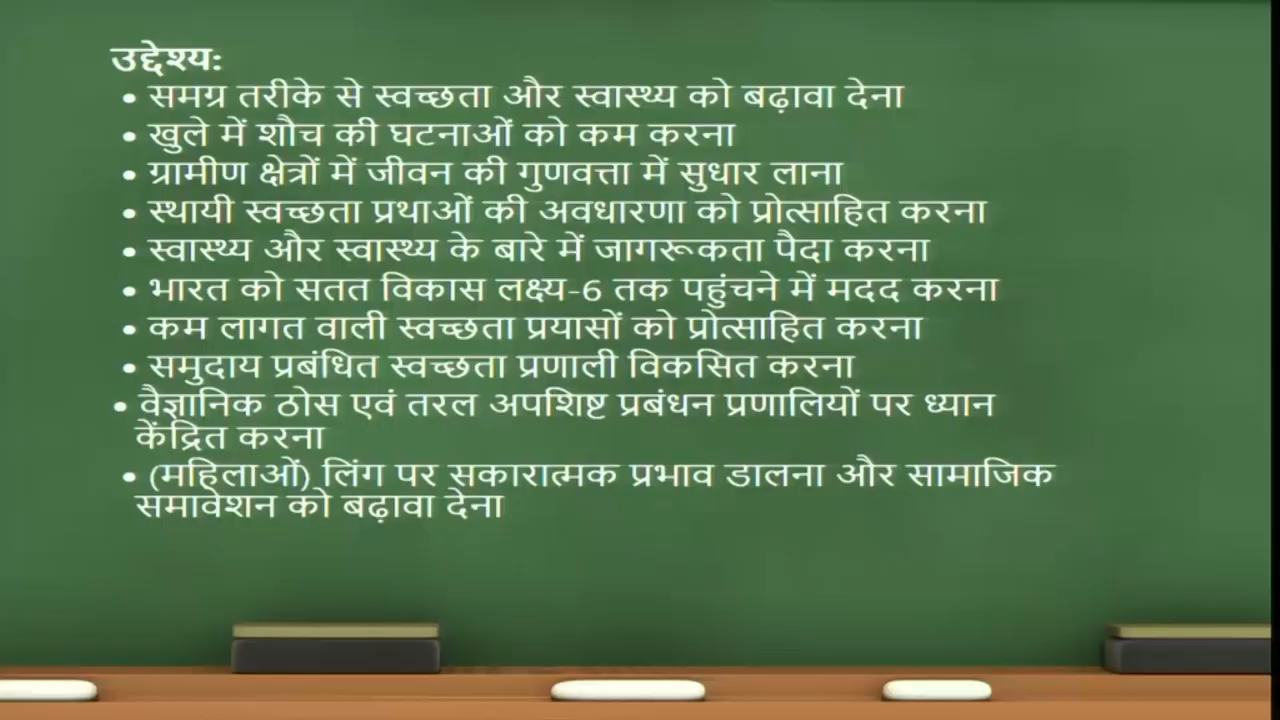 उद्देश्य:
• समग्र तरीके से स्वच्छता और स्वास्थ्य को बढ़ावा देना
• खुले में शौच की घटनाओं को कम करना
• ग्रामीण क्षेत्रों में जीवन की गुणवत्ता में सुधार लाना
• स्थायी स्वच्छता प्रथाओं की अवधारणा को प्रोत्साहित करना
• स्वास्थ्य और स्वास्थ्य के बारे में जागरूकता पैदा करना
• भारत को सतत विकास लक्ष्य-6 तक पहुंचने में मदद करना
• कम लागत वाली स्वच्छता प्रयासों को प्रोत्साहित करना
• समुदाय प्रबंधित स्वच्छता प्रणाली विकसित करना
• वैज्ञानिक ठोस एवं तरल अपशिष्ट प्रबंधन प्रणालियों पर ध्यान
केंद्रित करना
• (महिलाओं) लिंग पर सकारात्मक प्रभाव डालना और सामाजिक
समावेशन को बढ़ावा देना